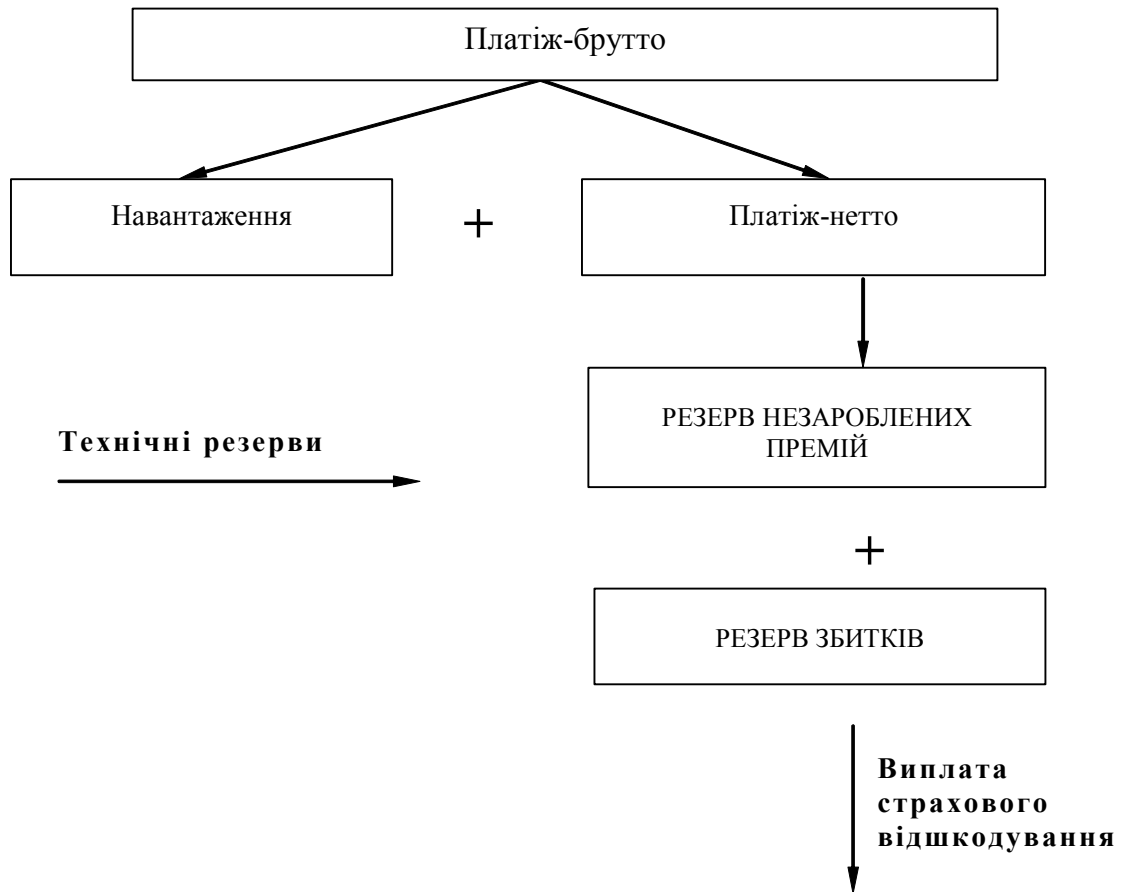 Платіж-брутто
Навантаження
+
Платіж-нетто
РЕЗЕРВ НЕЗАРОБЛЕНИХ
ПРЕМІЙ
Технічні резерви
+
РЕЗЕРВ ЗБИТКІВ
Виплата
страхового
відшкодування